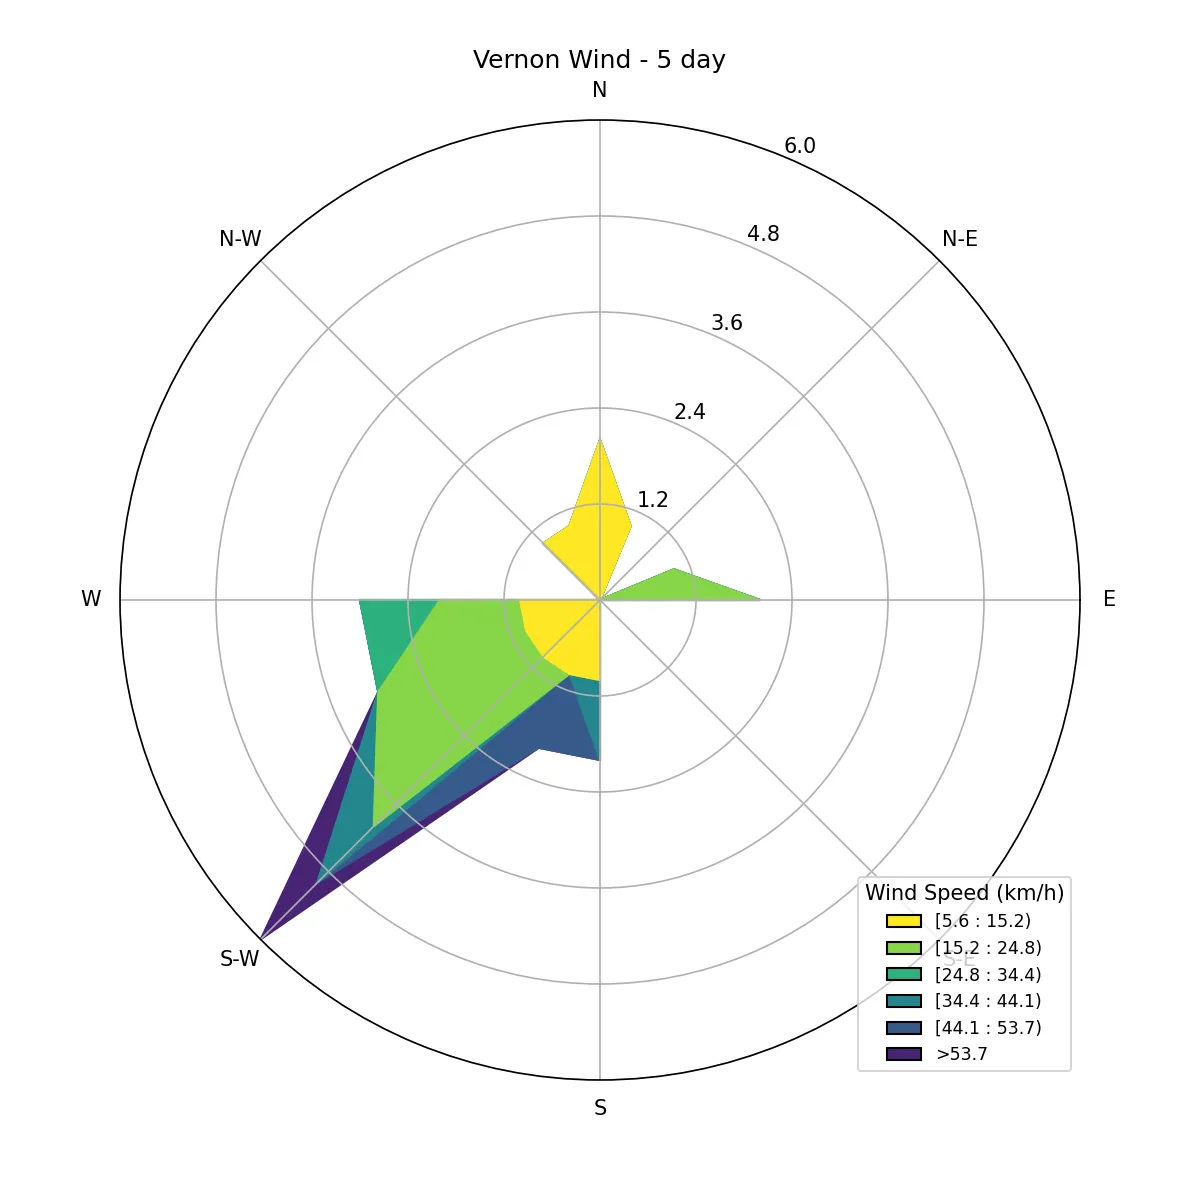 Vernon Wind - 5 day
N
6.0
4.8
N-W
N-E
3.6
2.4
1.2
W
E
Wind Speed (km/h)
[5.6 : 15.2)
[15.2 : 24.8)
S-W
S-E
[24.8 : 34.4)
[34.4 : 44.1)
[44.1 : 53.7)
>53.7
S